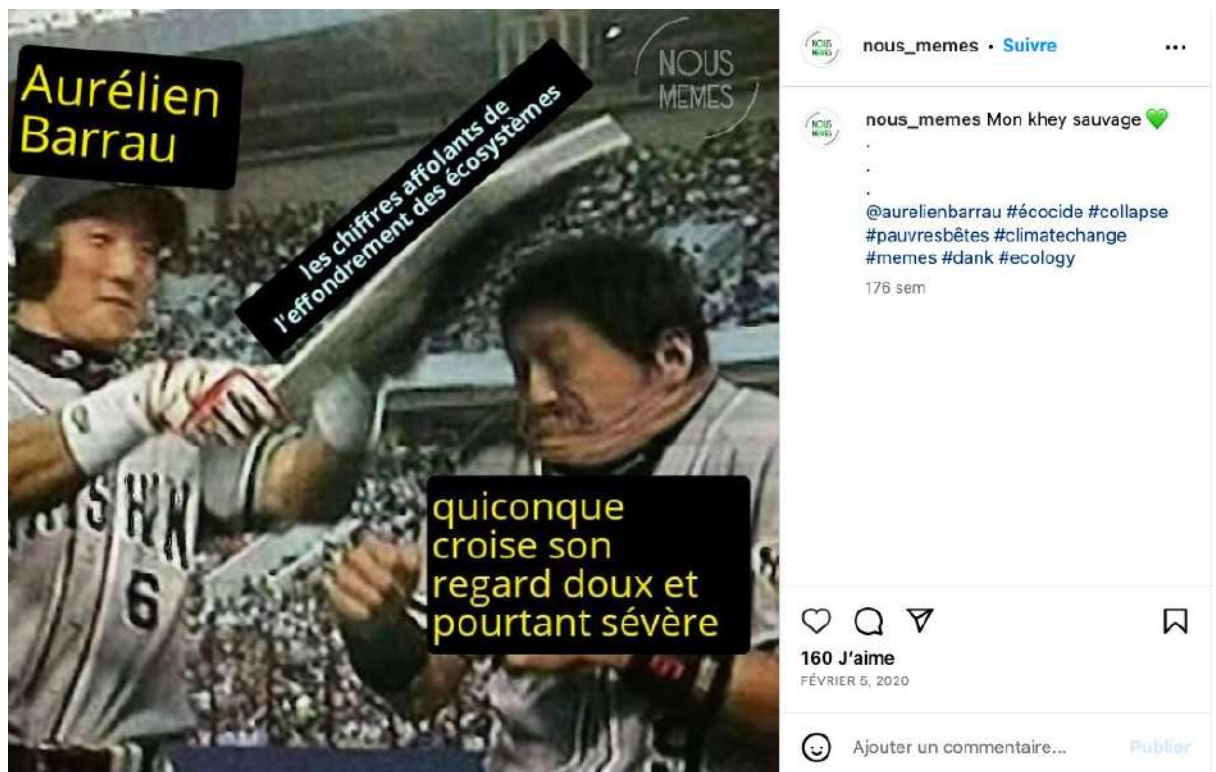 Aurélien
Barrau
les chiffres affolants de
l'effondrement des écosystèmes
NOUS
MEMES
6
quiconque
croise son
regard doux et
pourtant sévère
nous_memes • Suivre
nous_memes Mon khey sauvage 💚
.
.
.
@aurelienbarrau #écocide #collapse
#pauvresbêtes #climatechange
#memes #dank #ecology
176 sem
160 J'aime
FÉVRIER 5, 2020
Ajouter un commentaire... Publier